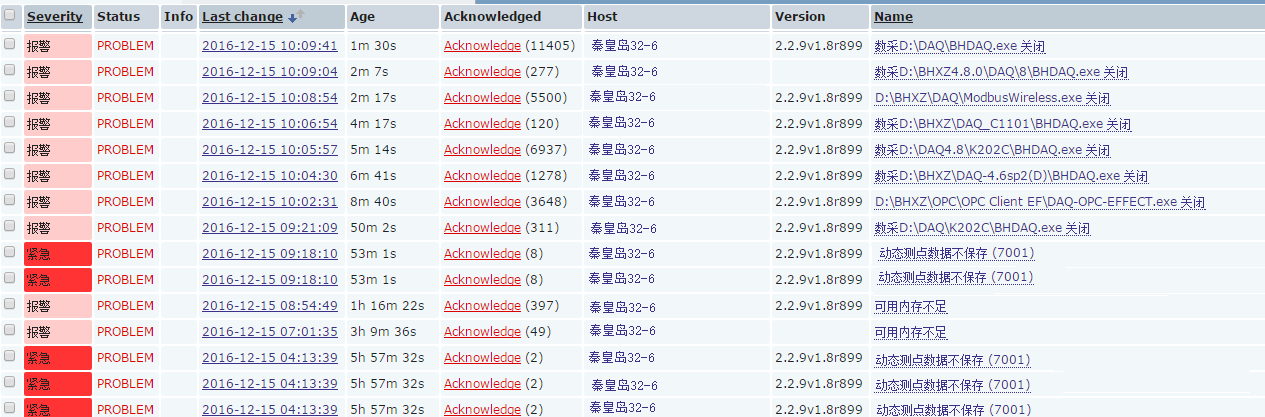 Severity Status Info Last change Age Acknowledged Host Version Name
报警 PROBLEM 2016-12-15 10:09:41 1m 30s Acknowledge (11405) 秦皇岛32-6 2.2.9v1.8r899 数采D:\DAQ\BHDAQ.exe 关闭
报警 PROBLEM 2016-12-15 10:09:04 2m 7s Acknowledge (277) 秦皇岛32-6 数采D:\BHXZ4.8.0\DAQ\8\BHDAQ.exe 关闭
报警 PROBLEM 2016-12-15 10:08:54 2m 17s Acknowledge (5500) 秦皇岛32-6 2.2.9v1.8r899 D:\BHXZ\DAQ\ModbusWireless.exe 关闭
报警 PROBLEM 2016-12-15 10:06:54 4m 17s Acknowledge (120) 秦皇岛32-6 2.2.9v1.8r899 数采D:\BHXZ\DAQ_C1101\BHDAQ.exe 关闭
报警 PROBLEM 2016-12-15 10:05:57 5m 14s Acknowledge (6937) 秦皇岛32-6 2.2.9v1.8r899 数采D:\DAQ4.8\K202C\BHDAQ.exe 关闭
报警 PROBLEM 2016-12-15 10:04:30 6m 41s Acknowledge (1278) 秦皇岛32-6 2.2.9v1.8r899 数采D:\BHXZ\DAQ-4.6sp2(D)\BHDAQ.exe 关闭
报警 PROBLEM 2016-12-15 10:02:31 8m 40s Acknowledge (3648) 秦皇岛32-6 2.2.9v1.8r899 D:\BHXZ\OPC\OPC Client EF\DAQ-OPC-EFFECT.exe 关闭
报警 PROBLEM 2016-12-15 09:21:09 50m 2s Acknowledge (311) 秦皇岛32-6 2.2.9v1.8r899 数采D:\DAQ\K202C\BHDAQ.exe 关闭
紧急 PROBLEM 2016-12-15 09:18:10 53m 1s Acknowledge (8) 秦皇岛32-6 2.2.9v1.8r899 动态测点数据不保存 (7001)
紧急 PROBLEM 2016-12-15 09:18:10 53m 1s Acknowledge (8) 秦皇岛32-6 2.2.9v1.8r899 动态测点数据不保存 (7001)
报警 PROBLEM 2016-12-15 08:54:49 1h 16m 22s Acknowledge (397) 秦皇岛32-6 2.2.9v1.8r899 可用内存不足
报警 PROBLEM 2016-12-15 07:01:35 3h 9m 36s Acknowledge (49) 秦皇岛32-6 可用内存不足
紧急 PROBLEM 2016-12-15 04:13:39 5h 57m 32s Acknowledge (2) 秦皇岛32-6 2.2.9v1.8r899 动态测点数据不保存 (7001)
紧急 PROBLEM 2016-12-15 04:13:39 5h 57m 32s Acknowledge (2) 秦皇岛32-6 2.2.9v1.8r899 动态测点数据不保存 (7001)
紧急 PROBLEM 2016-12-15 04:13:39 5h 57m 32s Acknowledge (2) 秦皇岛32-6 2.2.9v1.8r899 动态测点数据不保存 (7001)